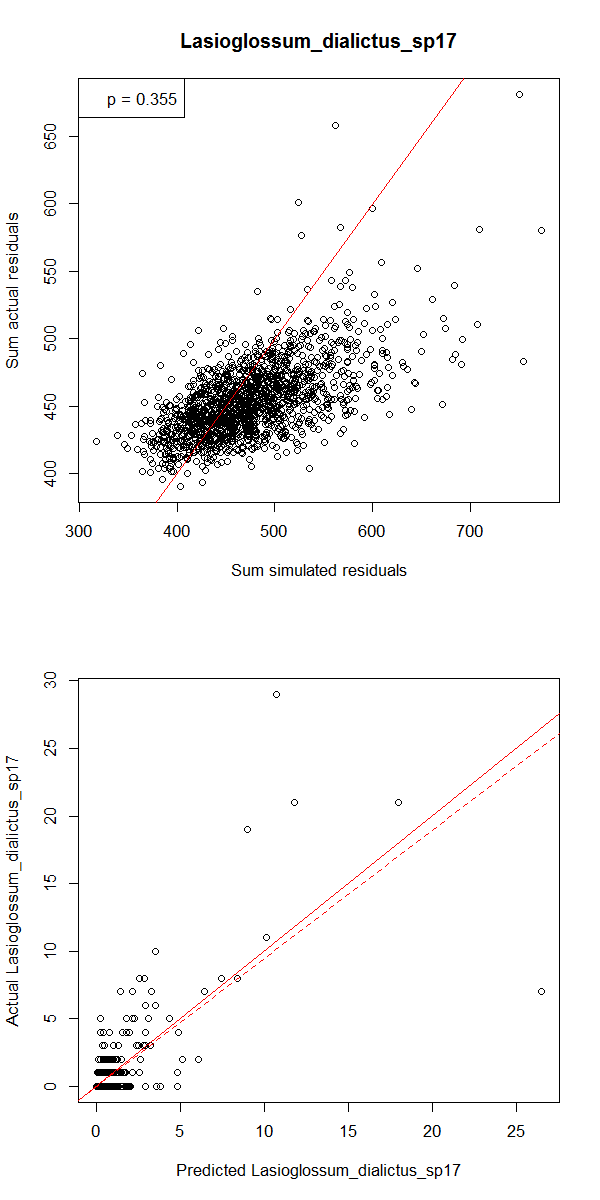 Lasioglossum_dialictus_sp17
p = 0.355
650
600
550
500
450
400
Sum actual residuals
300 400 500 600 700
Sum simulated residuals
30
25
20
15
10
5
0
Actual Lasioglossum_dialictus_sp17
0 5 10 15 20 25
Predicted Lasioglossum_dialictus_sp17